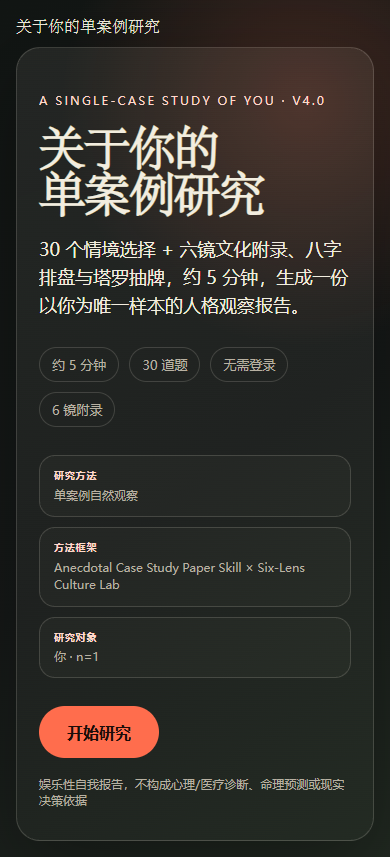 关于你的单案例研究
A SINGLE-CASE STUDY OF YOU · V4.0
关于你的
单案例研究
30 个情境选择 + 六镜文化附录、八字
排盘与塔罗抽牌，约 5 分钟，生成一份
以你为唯一样本的人格观察报告。
约 5 分钟
30 道题
无需登录
6 镜附录
研究方法
单案例自然观察
方法框架
Anecdotal Case Study Paper Skill × Six-Lens
Culture Lab
研究对象
你 · n=1
开始研究
娱乐性自我报告，不构成心理/医疗诊断、命理预测或现实
决策依据